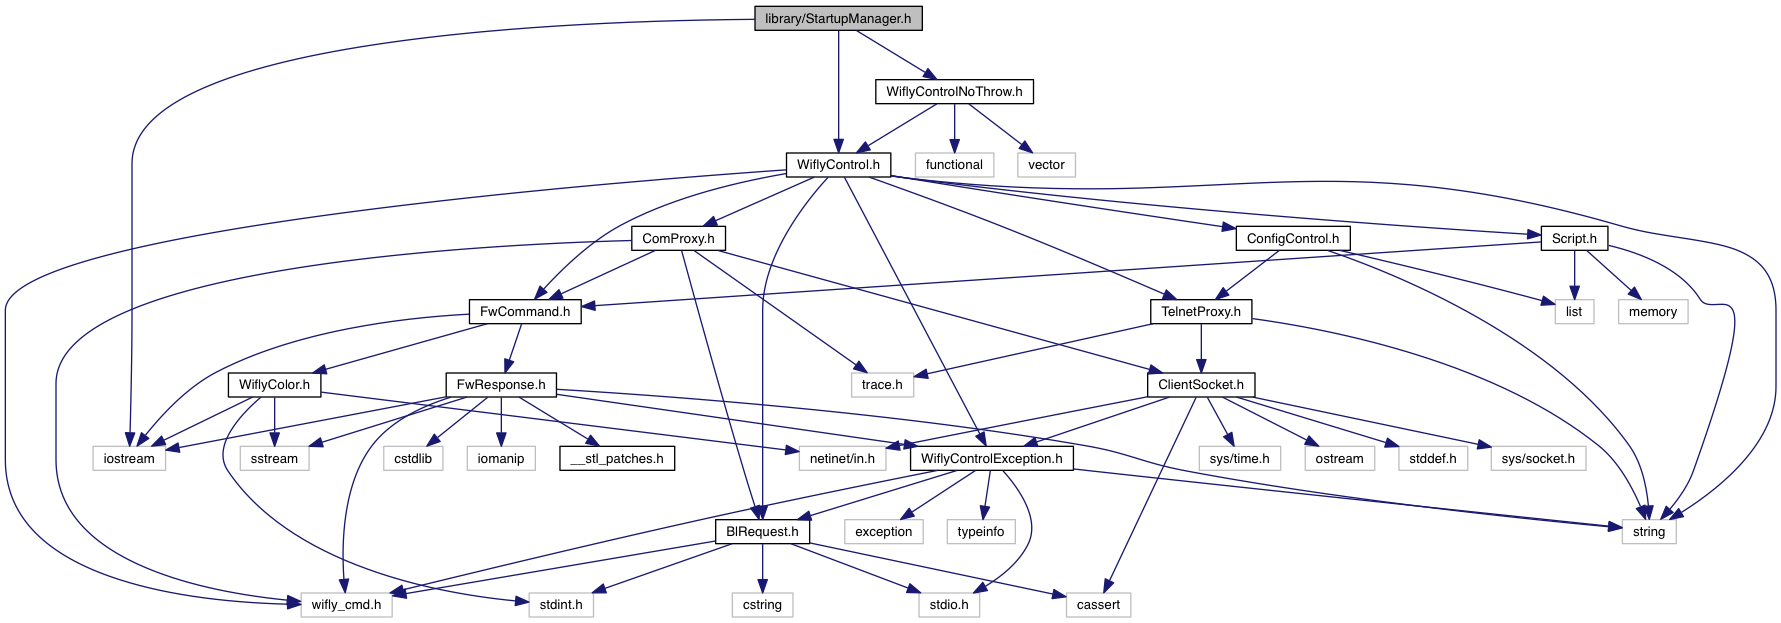 library/StartupManager.h
WiflyControlNoThrow.h
WiflyControl.h
functional
vector
ComProxy.h
ConfigControl.h
Script.h
FwCommand.h
TelnetProxy.h
list
memory
WiflyColor.h
FwResponse.h
trace.h
ClientSocket.h
iostream
sstream
cstdlib
iomanip
__stl_patches.h
netinet/in.h
WiflyControlException.h
sys/time.h
ostream
stddef.h
sys/socket.h
BlRequest.h
exception
typeinfo
string
wifly_cmd.h
stdint.h
cstring
stdio.h
cassert